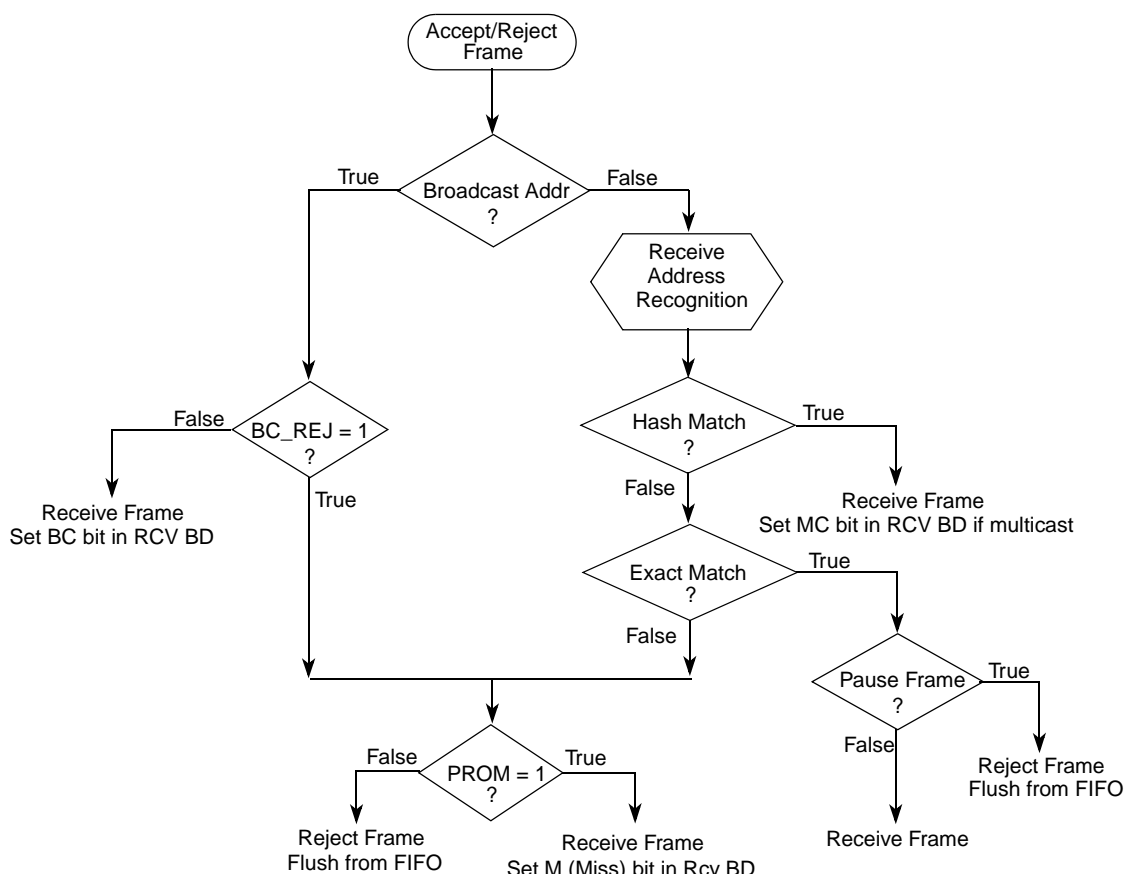 Accept/Reject
Frame
True
Broadcast Addr
?
False
Receive
Address
Recognition
False
BC_REJ = 1
?
True
Hash Match
?
True
False
Receive Frame
Set BC bit in RCV BD
Receive Frame
Set MC bit in RCV BD if multicast
Exact Match
?
True
False
Pause Frame
?
True
False
False
PROM = 1
?
True
Reject Frame
Flush from FIFO
Reject Frame
Flush from FIFO
Receive Frame
Set M (Miss) bit in Rcv BD
Receive Frame